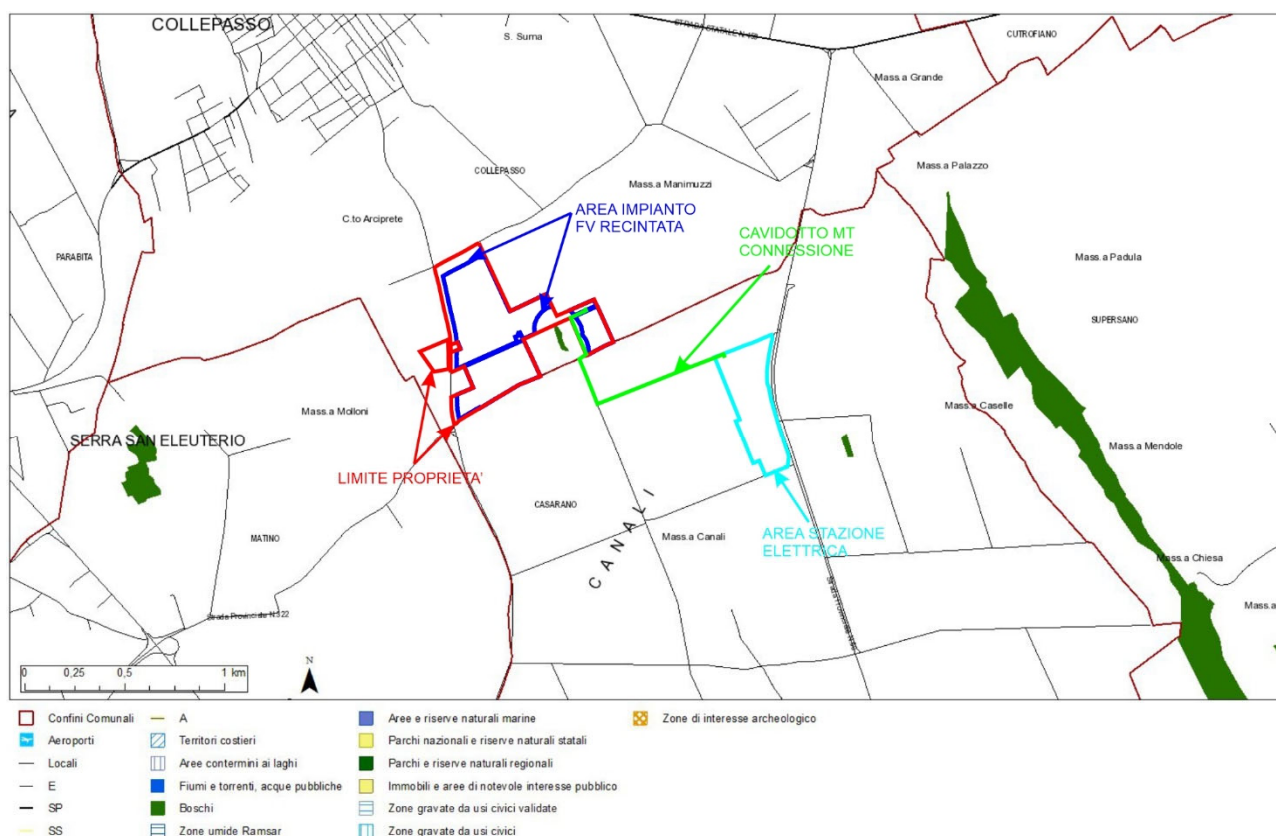 COLLEPASSO
S. Suma
CUTROFIANO
Mass.a Grande
Mass.a Palazzo
COLLEPASSO
Mass.a Manimuzzi
C.to Arciprete
AREA IMPIANTO
FV RECINTATA
CAVIDOTTO MT
CONNESSIONE
PARABITA
Mass.a Padula
SUPERSANO
Mass.a Molloni
SERRA SAN ELEUTERIO
Mass.a Caselle
Mass.a Mendole
LIMITE PROPRIETA'
CASARANO
CANALI
MATINO
Mass.a Canali
AREA STAZIONE
ELETTRICA
Mass.a Chiesa
Mass.a
Strada Provinciale N 322
N
0 0,25 0,5 1 km
Confini Comunali
Aeroporti
Locali
E
SP
SS
A
Territori costieri
Aree contermini ai laghi
Fiumi e torrenti, acque pubbliche
Boschi
Zone umide Ramsar
Aree e riserve naturali marine
Parchi nazionali e riserve naturali statali
Parchi e riserve naturali regionali
Immobili e aree di notevole interesse pubblico
Zone gravate da usi civici validate
Zone gravate da usi civici
Zone di interesse archeologico